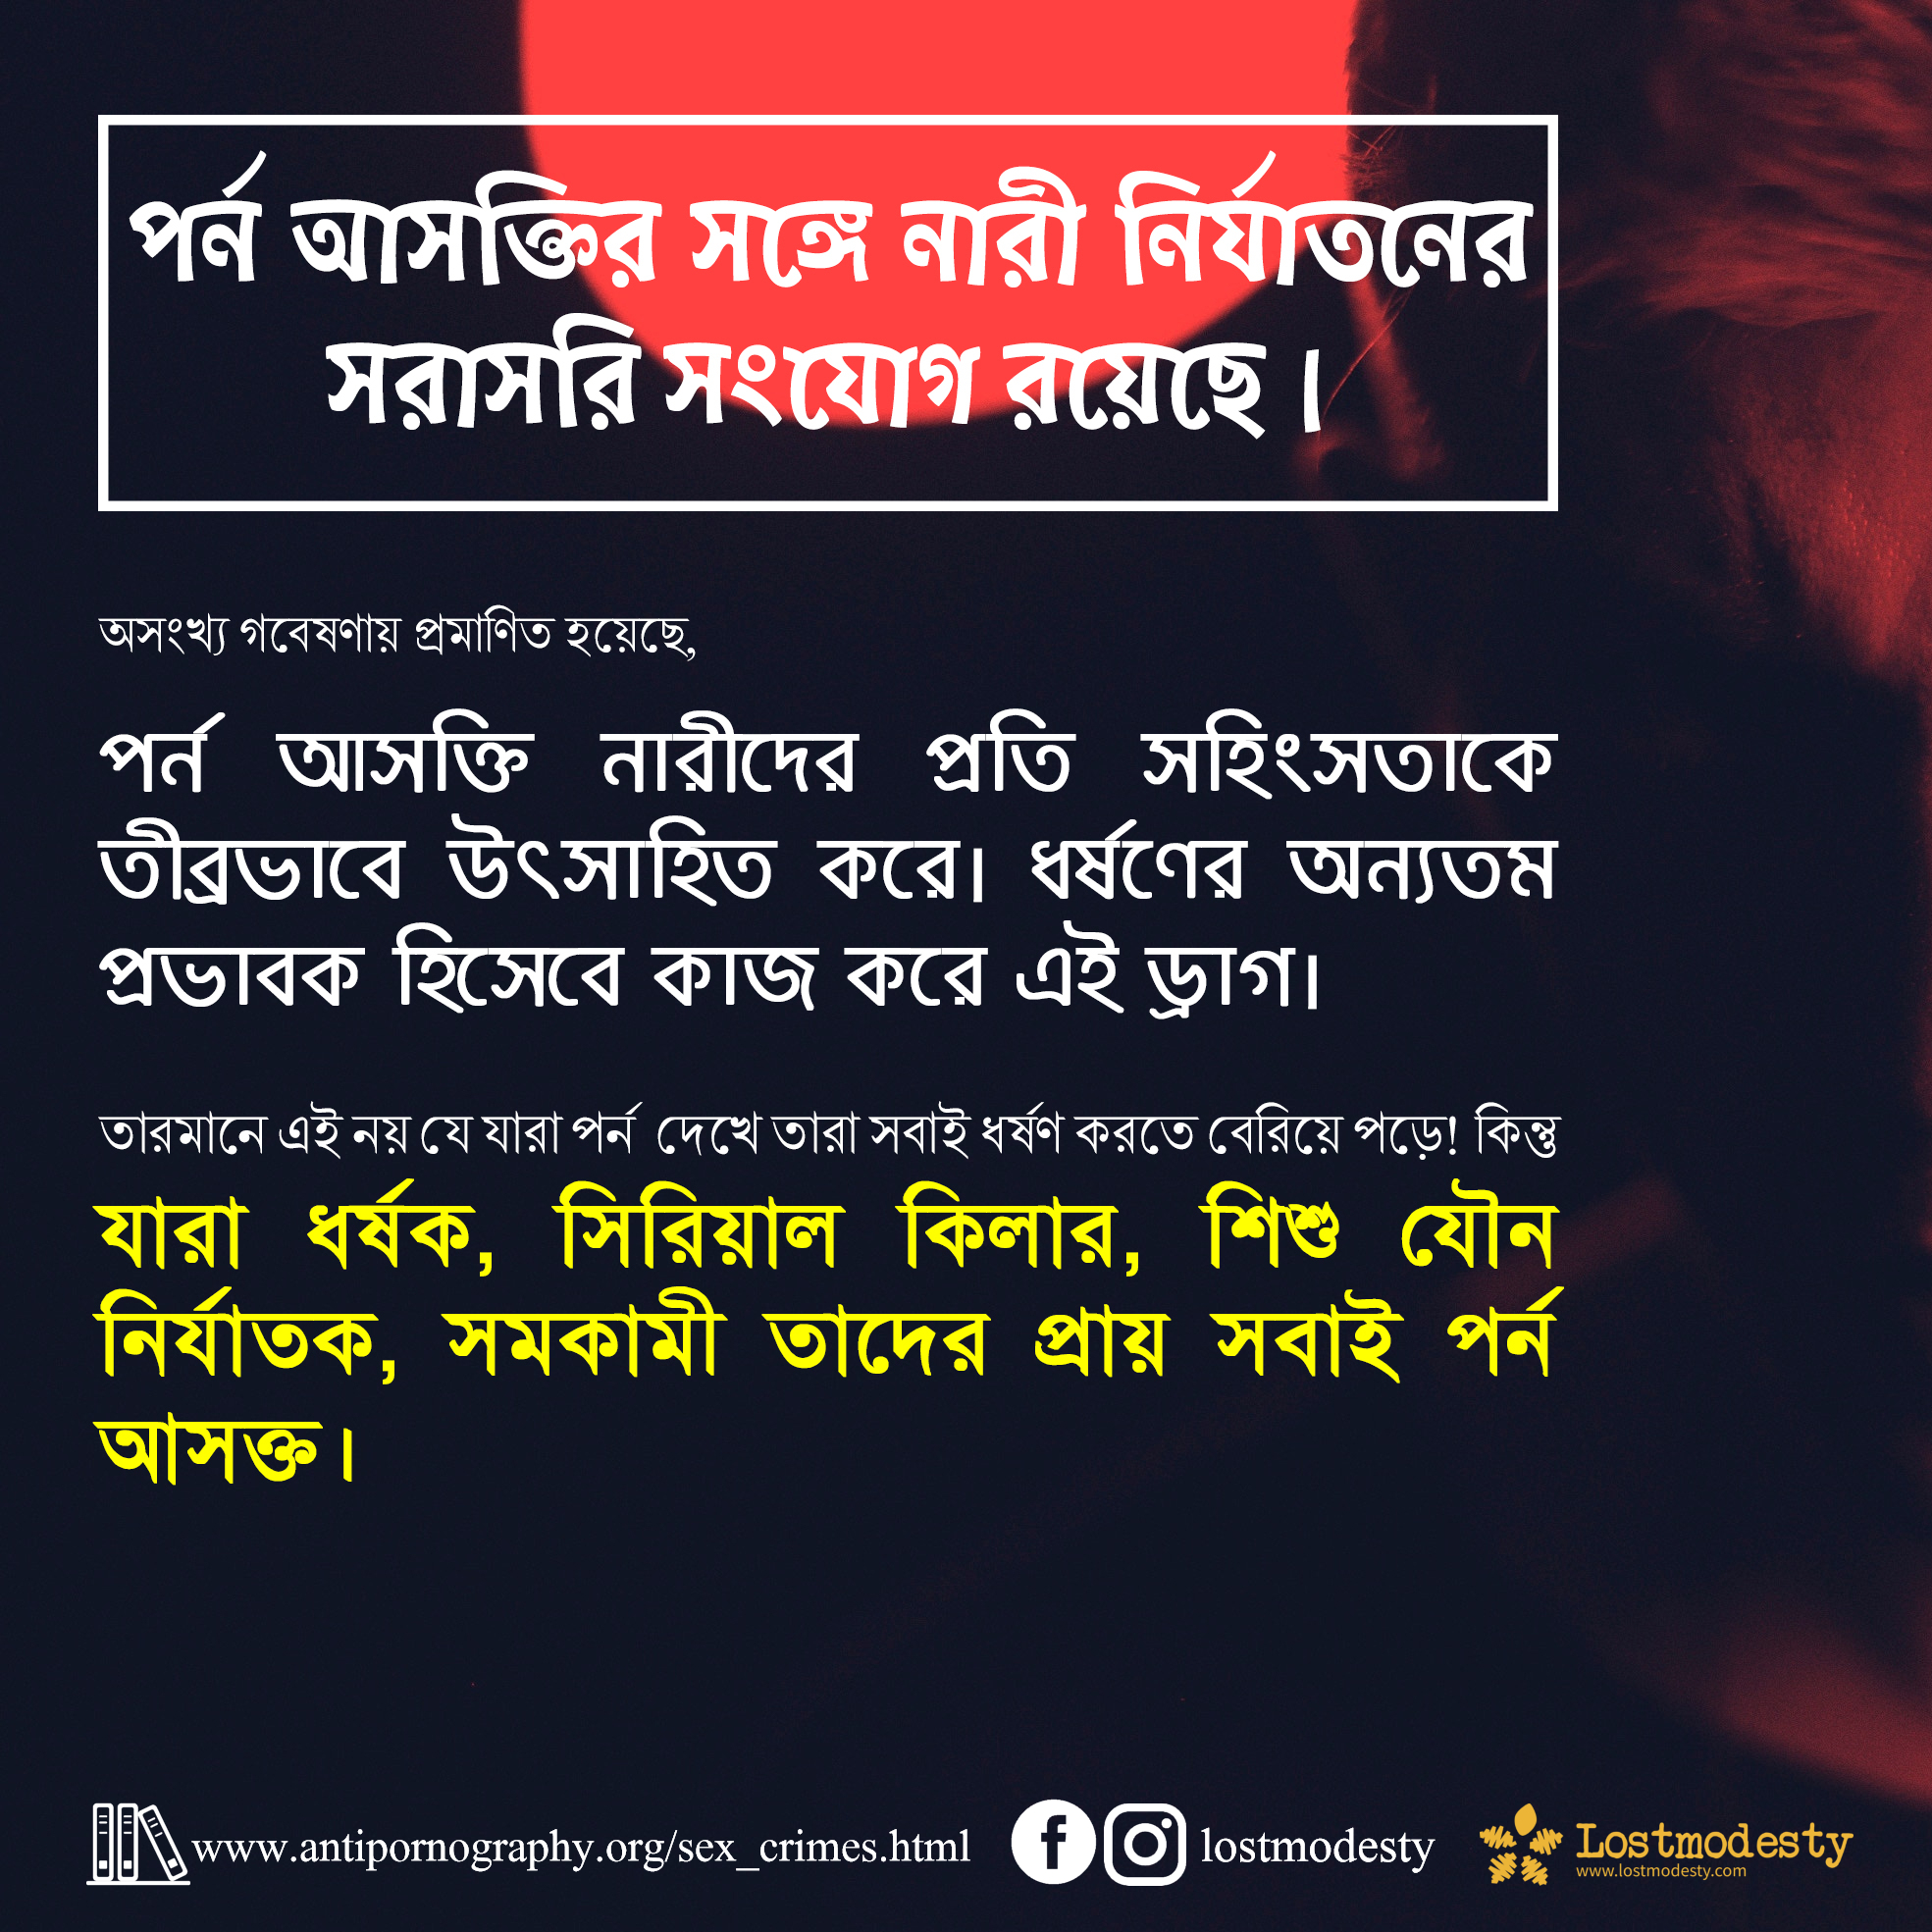 পর্ন আসক্তির সঙ্গে নারী নির্যাতনের
সরাসরি সংযোগ রয়েছে।
অসংখ্য গবেষণায় প্রমাণিত হয়েছে,
পর্ন আসক্তি নারীদের প্রতি সহিংসতাকে
তীব্রভাবে উৎসাহিত করে। ধর্ষণের অন্যতম
প্রভাবক হিসেবে কাজ করে এই ড্রাগ।
তারমানে এই নয় যে যারা পর্ন দেখে তারা সবাই ধর্ষণ করতে বেরিয়ে পড়ে! কিন্তু
যারা ধর্ষক, সিরিয়াল কিলার, শিশু যৌন
নির্যাতক, সমকামী তাদের প্রায় সবাই পর্ন
আসক্ত।
www.antipornography.org/sex_crimes.html lostmodesty Lostmodesty
www.lostmodesty.com